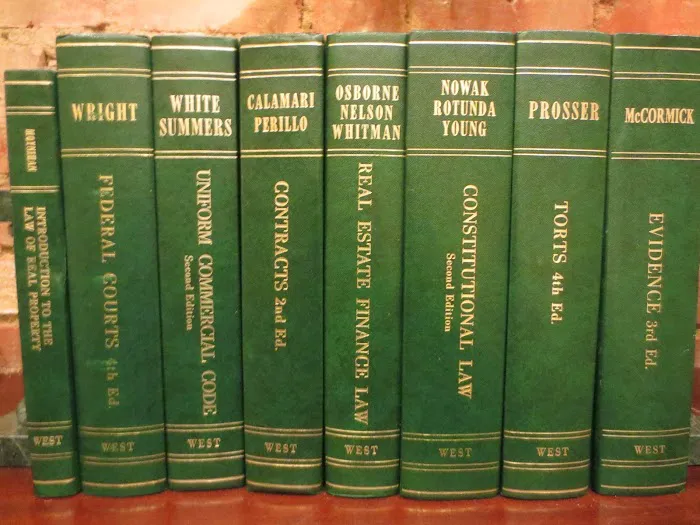 MOYNIHAN
INTRODUCTION TO THE
LAW OF REAL PROPERTY
WEST
WRIGHT
FEDERAL COURTS 4th Ed.
WEST
WHITE
SUMMERS
UNIFORM COMMERCIAL CODE
Second Edition
WEST
CALAMARI
PERILLO
CONTRACTS 2nd Ed.
WEST
OSBORNE
NELSON
WHITMAN
REAL ESTATE FINANCE LAW
WEST
NOWAK
ROTUNDA
YOUNG
CONSTITUTIONAL LAW
Second Edition
WEST
PROSSER
TORTS 4th Ed.
WEST
McCORMICK
EVIDENCE 3rd Ed.
WEST